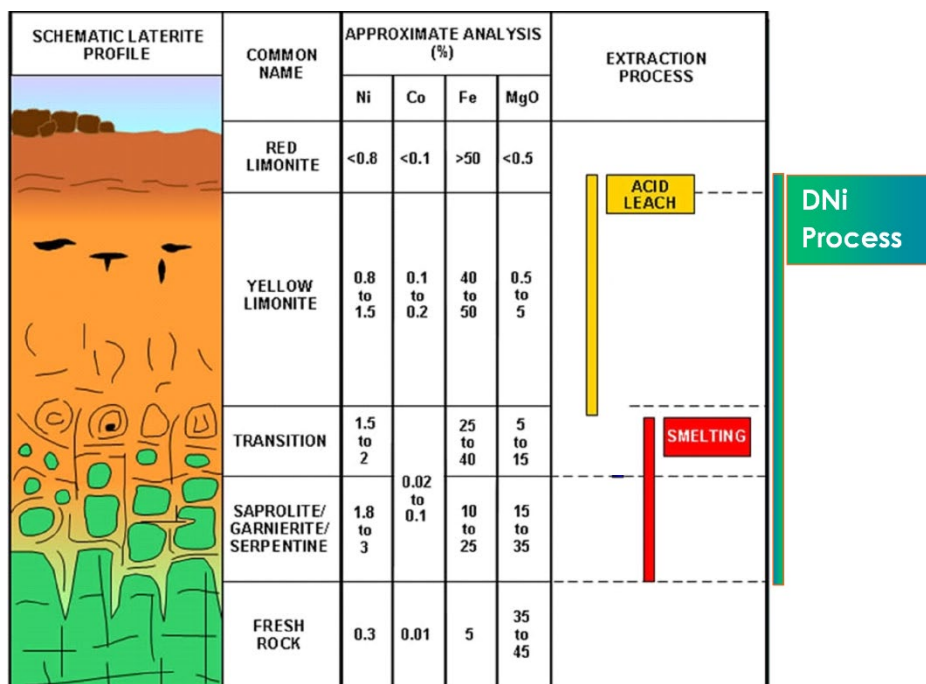 SCHEMATIC LATERITE
PROFILE
COMMON
NAME
APPROXIMATE ANALYSIS
(%)
Ni
Co
Fe
MgO
EXTRACTION
PROCESS
RED
LIMONITE
<0.8
<0.1
>50
<0.5
ACID
LEACH
DNi
Process
YELLOW
LIMONITE
0.8
to
1.5
0.1
to
0.2
40
to
50
0.5
to
5
TRANSITION
1.5
to
2
0.02
to
0.1
25
to
40
5
to
15
SMELTING
SAPROLITE/
GARNIERITE/
SERPENTINE
1.8
to
3
10
to
25
15
to
35
FRESH
ROCK
0.3
0.01
5
35
to
45